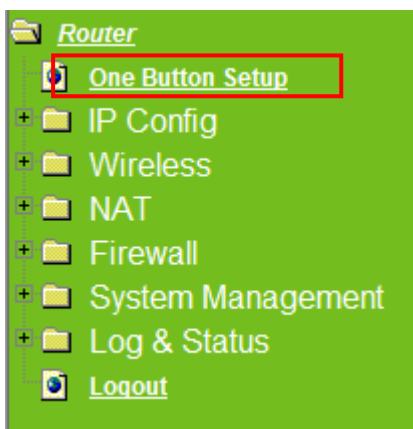 Router
One Button Setup
IP Config
Wireless
NAT
Firewall
System Management
Log & Status
Logout